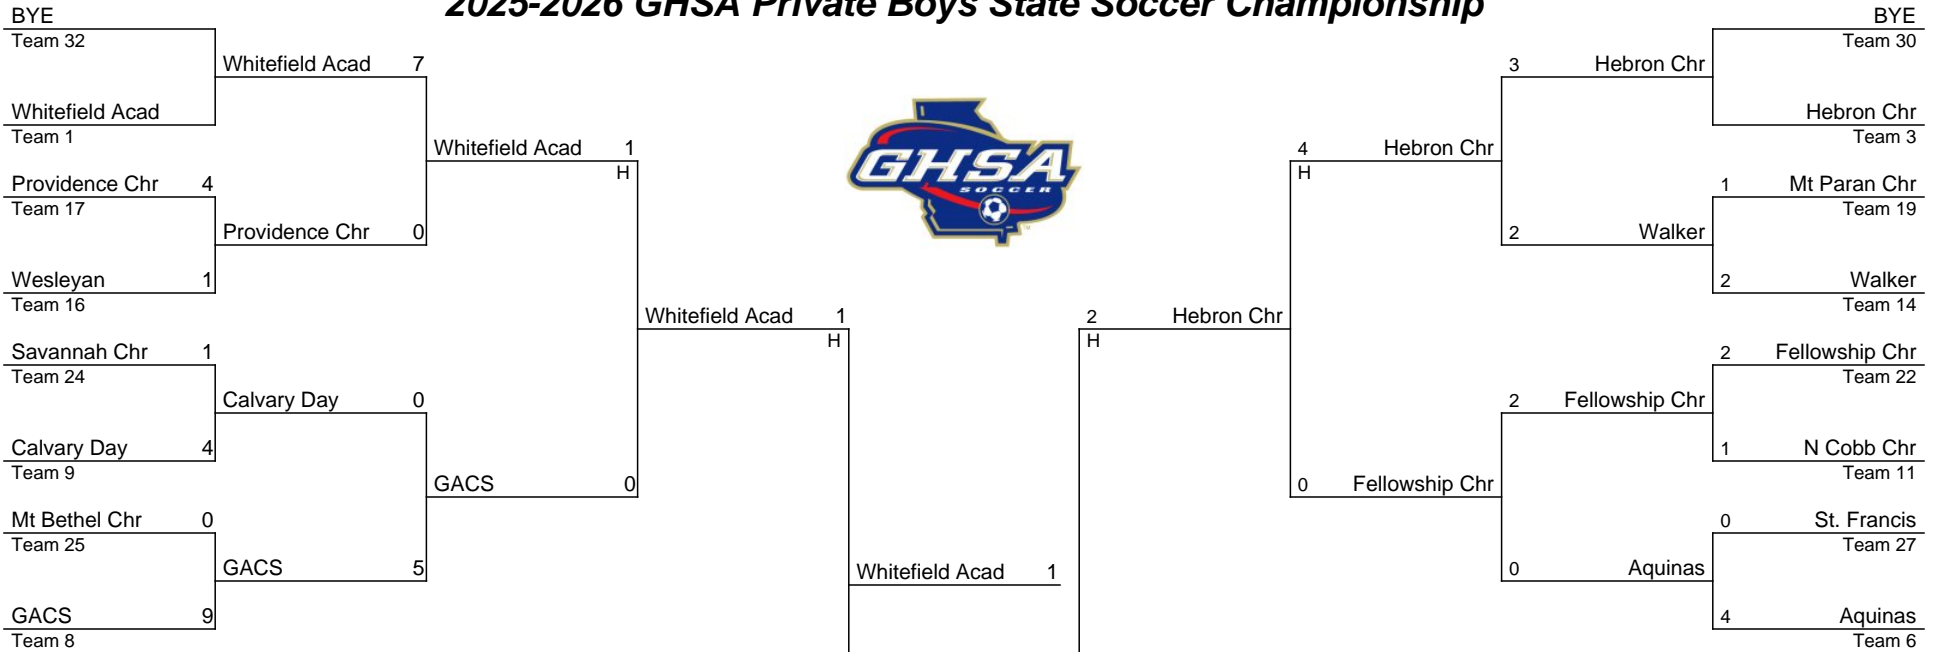 2025-2026 GHSA Private Boys State Soccer Championship
BYE
Team 32
Whitefield Acad 7
Whitefield Acad
Team 1
Whitefield Acad 1
H
Providence Chr 4
Team 17
Providence Chr 0
Wesleyan 1
Team 16
Whitefield Acad 1
H
Savannah Chr 1
Team 24
Calvary Day 0
Calvary Day 4
Team 9
GACS 0
Mt Bethel Chr 0
Team 25
GACS 5
GACS 9
Team 8
Whitefield Acad 1
GHSA
SOCCER
BYE
Team 30
3 Hebron Chr
Hebron Chr
Team 3
4 Hebron Chr
H
1 Mt Paran Chr
Team 19
2 Walker
2 Walker
Team 14
2 Hebron Chr
H
2 Fellowship Chr
Team 22
2 Fellowship Chr
1 N Cobb Chr
Team 11
0 Fellowship Chr
0 St. Francis
Team 27
0 Aquinas
4 Aquinas
Team 6